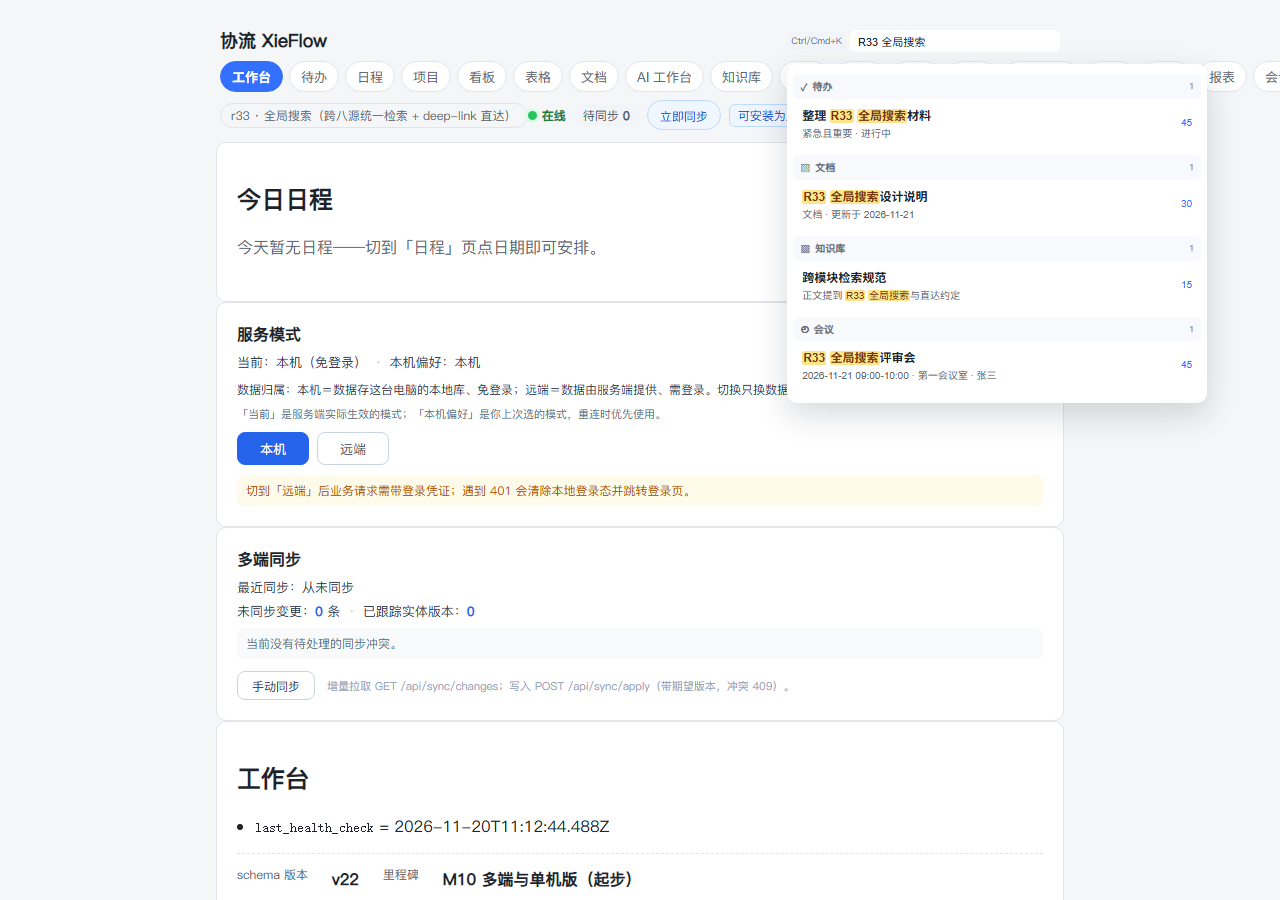 协流 XieFlow
Ctrl/Cmd+K
R33 全局搜索
工作台 待办 日程 项目 看板 表格 文档 AI 工作台 知识库 报表 会
r33 · 全局搜索（跨八源统一检索 + deep-link 直达） 在线 待同步 0 立即同步 可安装为
✓ 待办 1
整理 R33 全局搜索材料
紧急且重要 · 进行中
45
▧ 文档 1
R33 全局搜索设计说明
文档 · 更新于 2026-11-21
30
▩ 知识库 1
跨模块检索规范
正文提到 R33 全局搜索与直达约定
15
◴ 会议 1
R33 全局搜索评审会
2026-11-21 09:00-10:00 · 第一会议室 · 张三
45
今日日程
今天暂无日程——切到「日程」页点日期即可安排。
服务模式
当前：本机（免登录） · 本机偏好：本机
数据归属：本机＝数据存这台电脑的本地库、免登录；远端＝数据由服务端提供、需登录。切换只换数据
「当前」是服务端实际生效的模式；「本机偏好」是你上次选的模式，重连时优先使用。
本机 远端
切到「远端」后业务请求需带登录凭证；遇到 401 会清除本地登录态并跳转登录页。
多端同步
最近同步：从未同步
未同步变更：0 条 · 已跟踪实体版本：0
当前没有待处理的同步冲突。
手动同步 增量拉取 GET /api/sync/changes；写入 POST /api/sync/apply（带期望版本，冲突 409）。
工作台
last_health_check = 2026-11-20T11:12:44.488Z
schema 版本 v22 里程碑 M10 多端与单机版（起步）